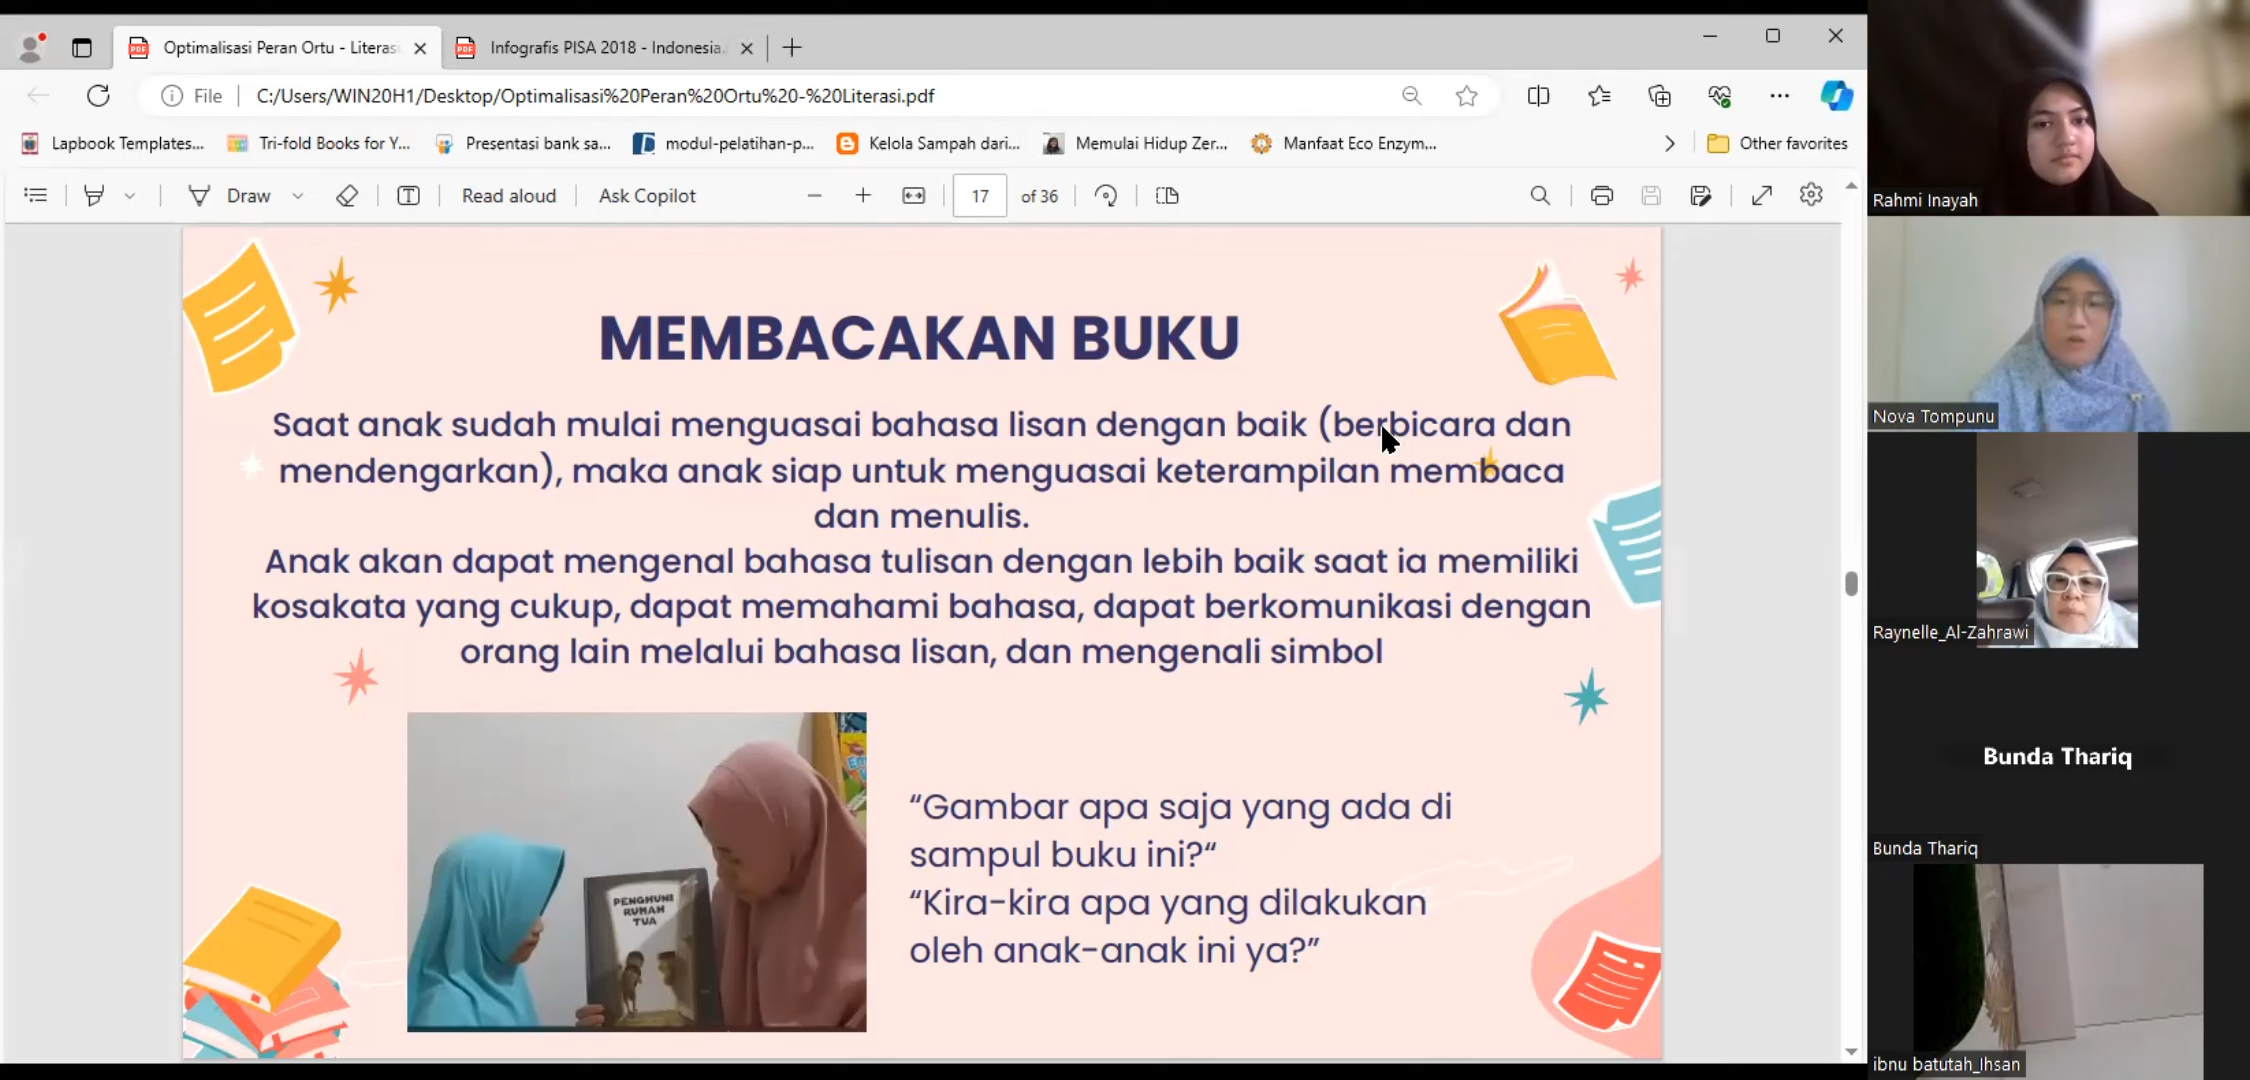 Optimalisasi Peran Ortu - Literas
Infografis PISA 2018 - Indonesia.
File
C:/Users/WIN20H1/Desktop/Optimalisasi%20Peran%20Ortu%20-%20Literasi.pdf
Lapbook Templates...
Tri-fold Books for Y...
Presentasi bank sa...
modul-pelatihan-p...
Kelola Sampah dari...
Memulai Hidup Zer...
Manfaat Eco Enzym...
Other favorites
Draw
Read aloud
Ask Copilot
17 of 36
MEMBACAKAN BUKU
Saat anak sudah mulai menguasai bahasa lisan dengan baik (berbicara dan
mendengarkan), maka anak siap untuk menguasai keterampilan membaca
dan menulis.
Anak akan dapat mengenal bahasa tulisan dengan lebih baik saat ia memiliki
kosakata yang cukup, dapat memahami bahasa, dapat berkomunikasi dengan
orang lain melalui bahasa lisan, dan mengenali simbol
PENGHUNI
RUMAH
TUA
“Gambar apa saja yang ada di
sampul buku ini?“
“Kira-kira apa yang dilakukan
oleh anak-anak ini ya?”
Rahmi Inayah
Nova Tompunu
Raynelle_Al-Zahrawi
Bunda Thariq
Bunda Thariq
ibnu batutah_Ihsan